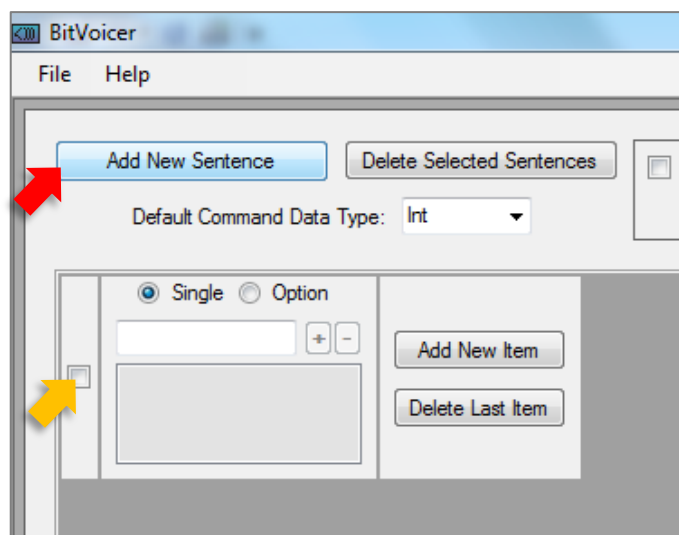 BitVoicer
File Help
Add New Sentence Delete Selected Sentences
Default Command Data Type: Int
Single Option
+ -
Add New Item
Delete Last Item